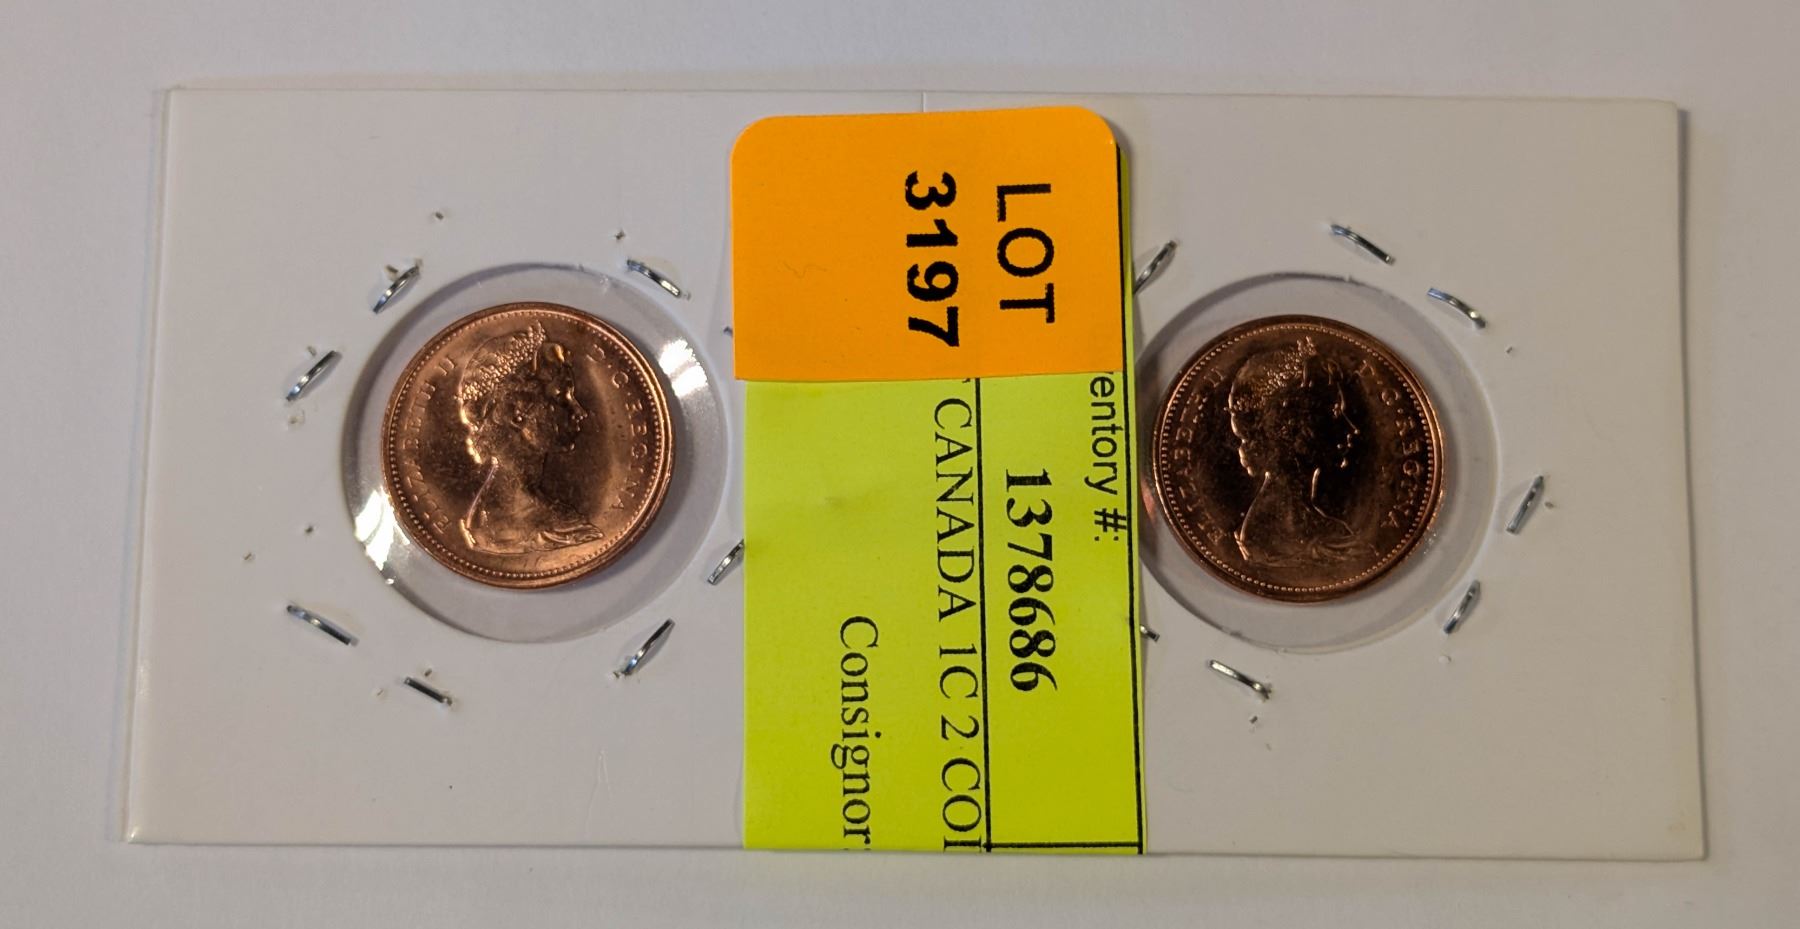 LOT
3197
entory #:
1378686
CANADA 1C 2 COI
Consignor:
ELIZABETH II D·G·REGINA
ELIZABETH II D·G·REGINA